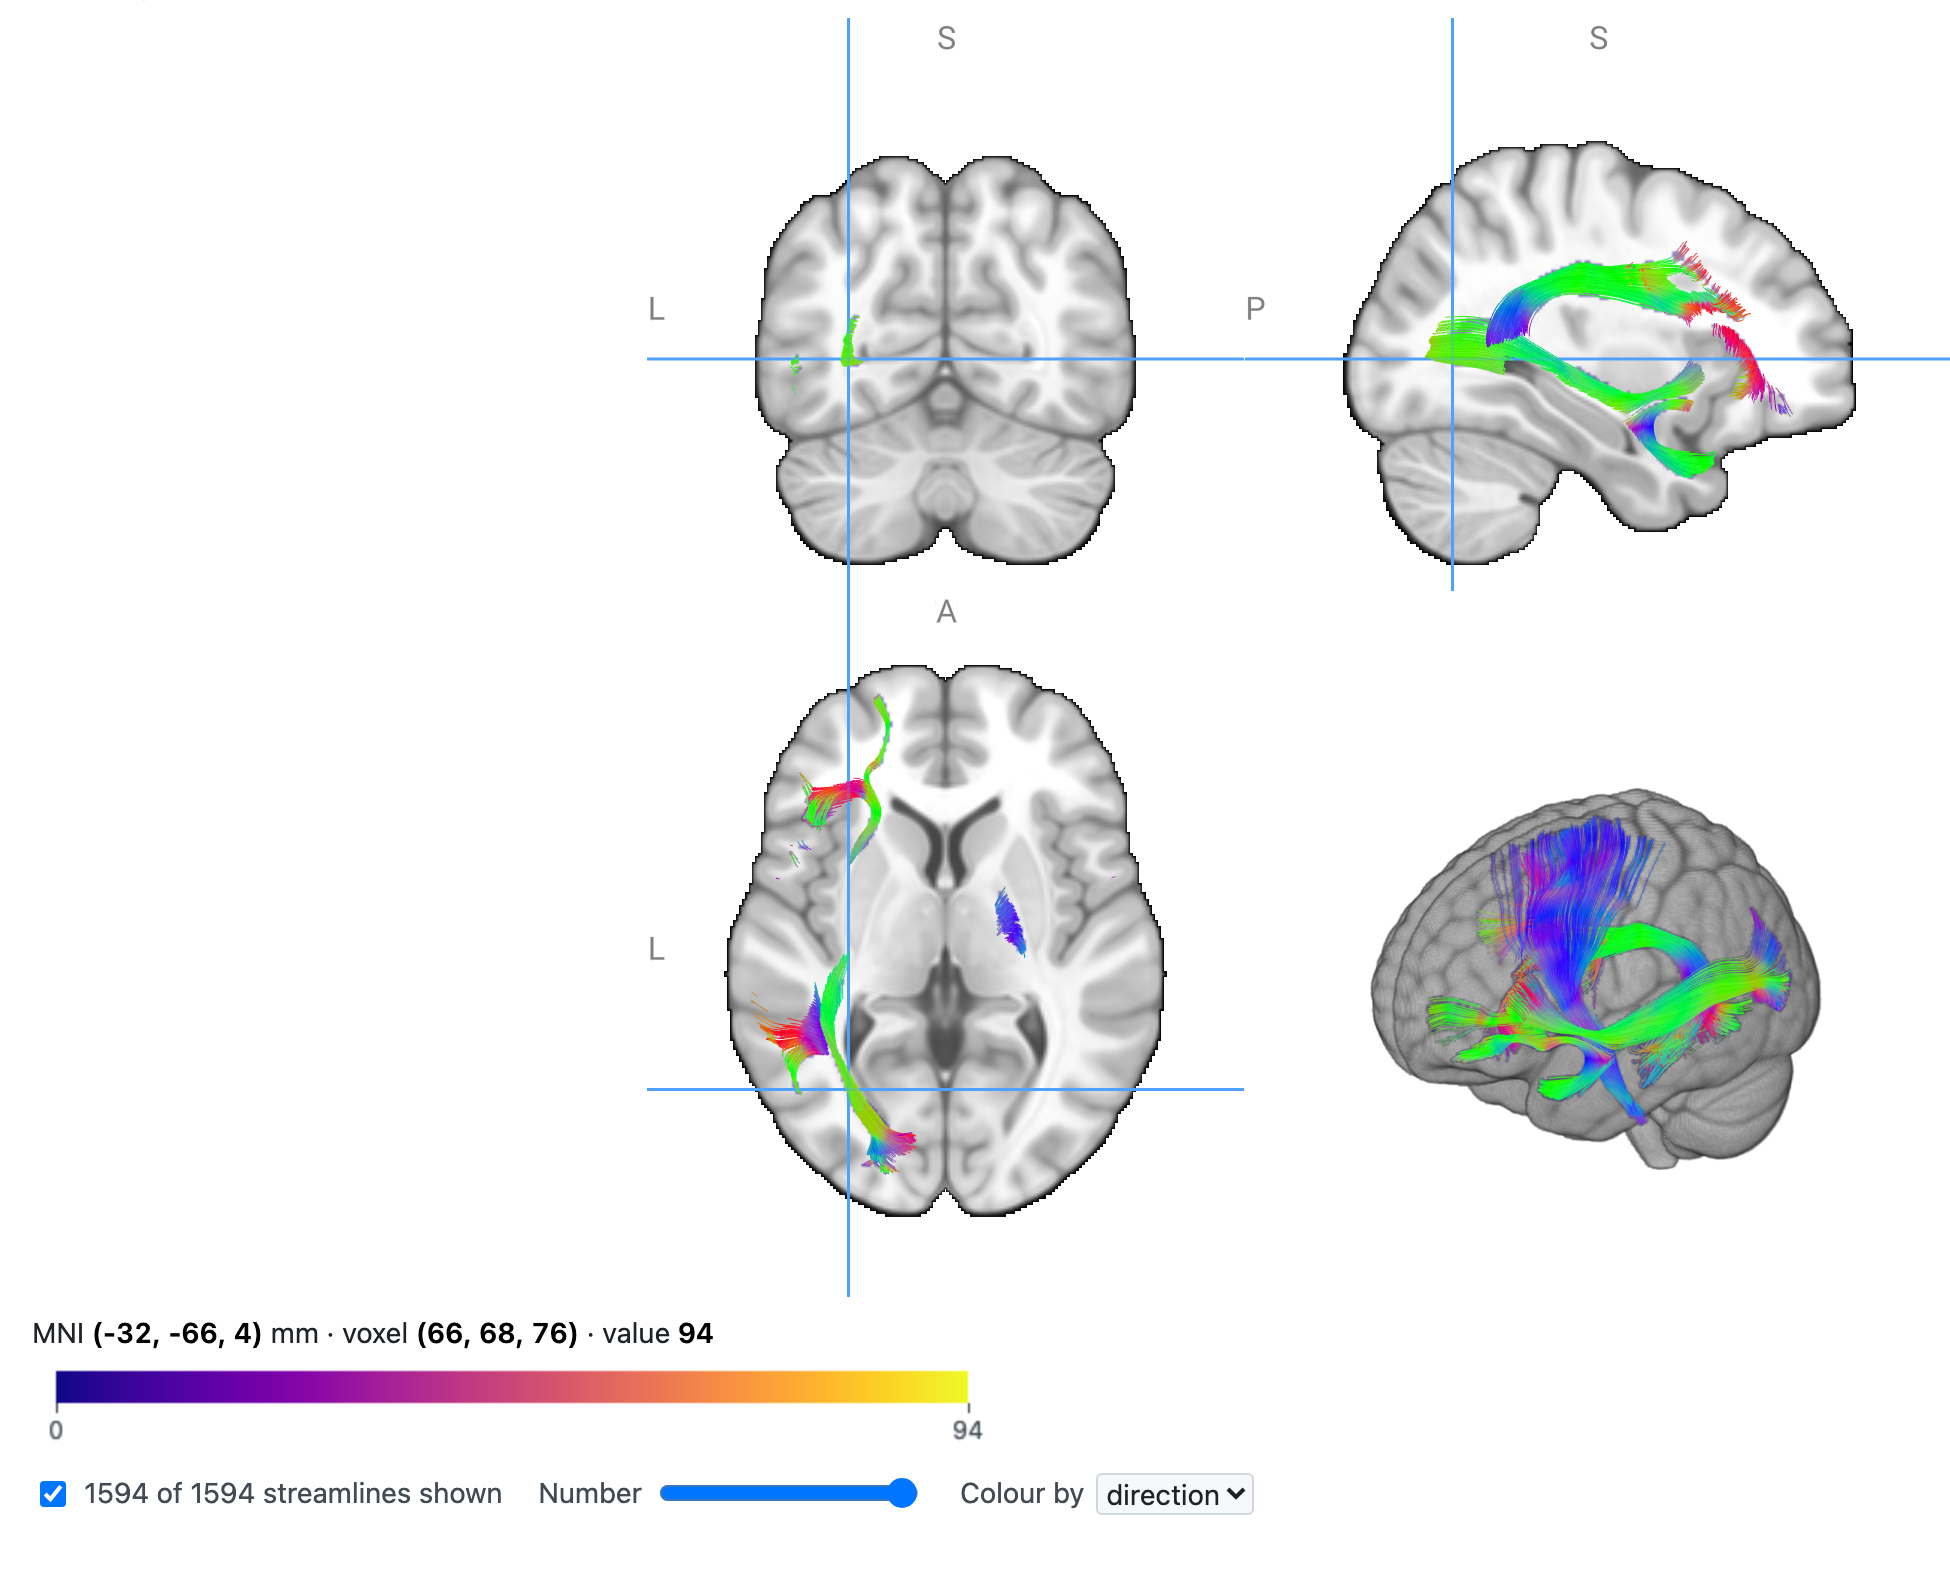 S
S
L
P
A
L
MNI (-32, -66, 4) mm · voxel (66, 68, 76) · value 94
0
94
1594 of 1594 streamlines shown Number Colour by direction